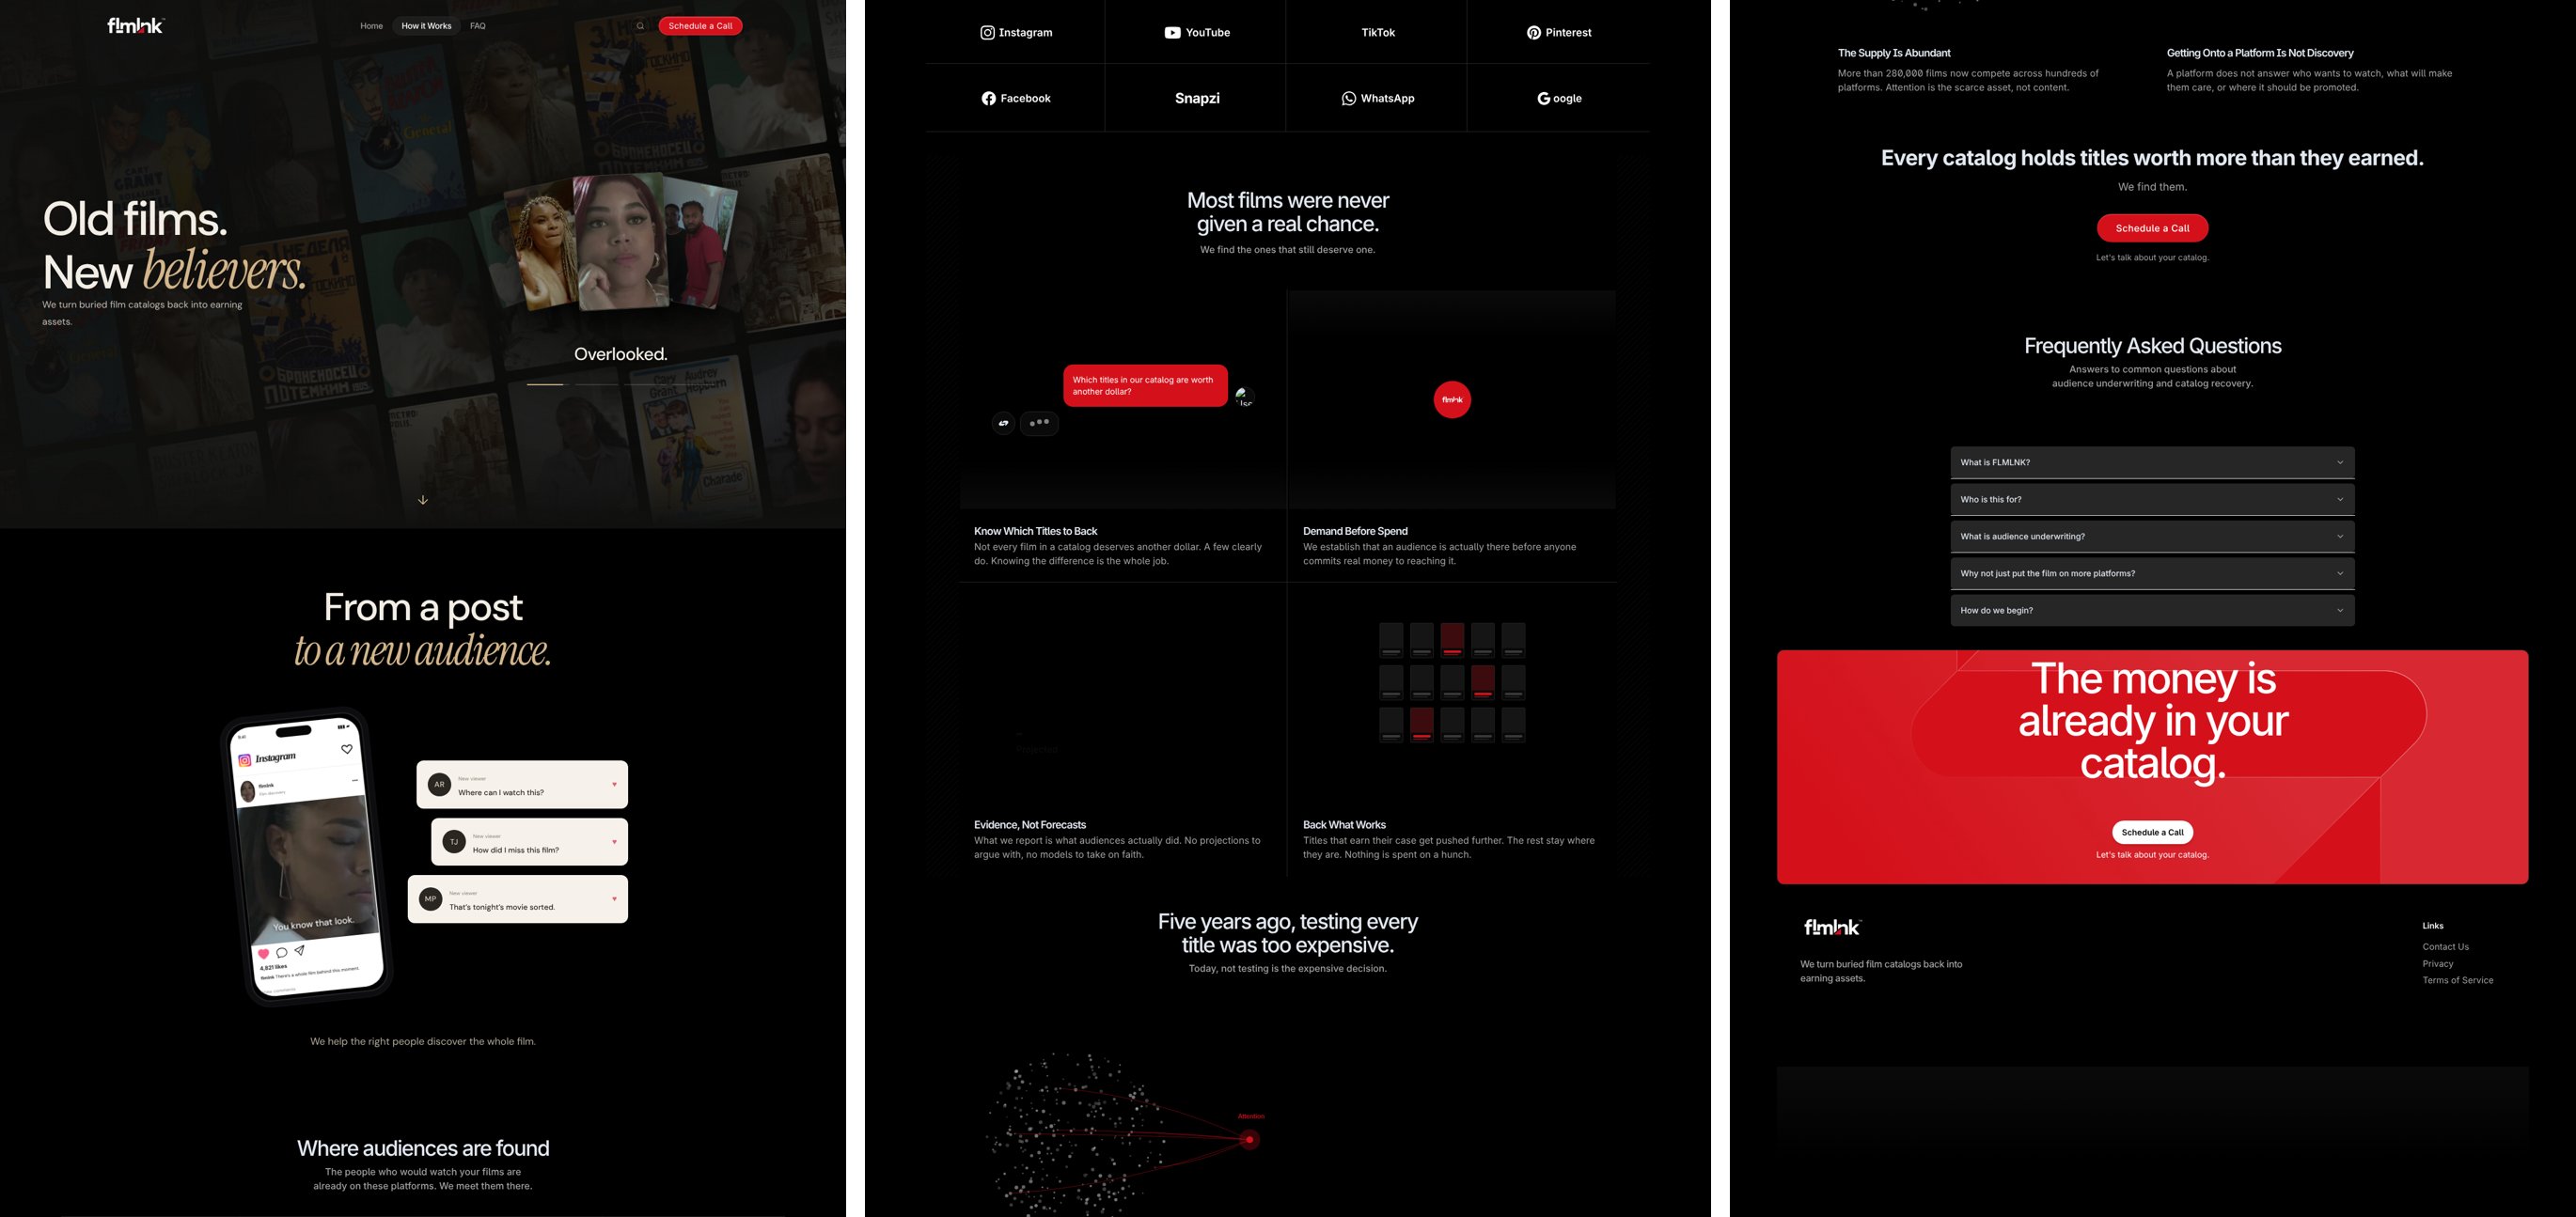 flmlnk
Home
How it Works
FAQ
Schedule a Call
Old films.
New believers.
We turn buried film catalogs back into earning
assets.
Overlooked.
From a post
to a new audience.
Instagram
flmlnk
You know that look.
4,821 likes
flmlnk There's a whole film behind this moment.
New viewer
AR
Where can I watch this?
New viewer
TJ
How did I miss this film?
New viewer
MP
That's tonight's movie sorted.
We help the right people discover the whole film.
Where audiences are found
The people who would watch your films are
already on these platforms. We meet them there.
Instagram
YouTube
TikTok
Pinterest
Facebook
Snapzi
WhatsApp
Google
Most films were never
given a real chance.
We find the ones that still deserve one.
Which titles in our catalog are worth
another dollar?
flmlnk
Know Which Titles to Back
Not every film in a catalog deserves another dollar. A few clearly
do. Knowing the difference is the whole job.
Demand Before Spend
We establish that an audience is actually there before anyone
commits real money to reaching it.
Evidence, Not Forecasts
What we report is what audiences actually did. No projections to
argue with, no models to take on faith.
Back What Works
Titles that earn their case get pushed further. The rest stay where
they are. Nothing is spent on a hunch.
Five years ago, testing every
title was too expensive.
Today, not testing is the expensive decision.
Attention
The Supply Is Abundant
More than 280,000 films now compete across hundreds of
platforms. Attention is the scarce asset, not content.
Getting Onto a Platform Is Not Discovery
A platform does not answer who wants to watch, what will make
them care, or where it should be promoted.
Every catalog holds titles worth more than they earned.
We find them.
Schedule a Call
Let's talk about your catalog.
Frequently Asked Questions
Answers to common questions about
audience underwriting and catalog recovery.
What is FLMLNK?
Who is this for?
What is audience underwriting?
Why not just put the film on more platforms?
How do we begin?
The money is
already in your
catalog.
Schedule a Call
Let's talk about your catalog.
flmlnk
We turn buried film catalogs back into
earning assets.
Links
Contact Us
Privacy
Terms of Service